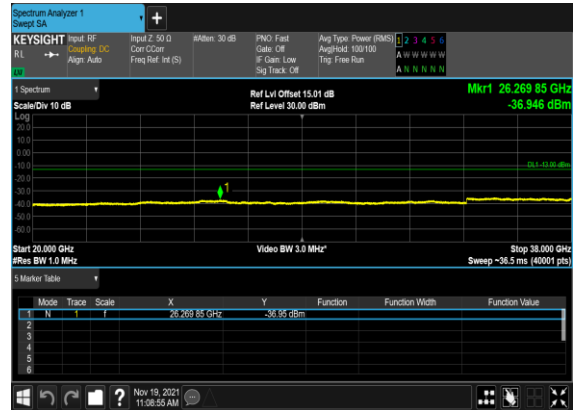 Spectrum Analyzer 1
Swept SA
+
KEYSIGHT Input: RF Input Z: 50 Ω #Atten: 30 dB PNO: Fast Avg Type: Power (RMS) 1 2 3 4 5 6
RL Coupling: DC Corr CCorr Gate: Off Avg|Hold: 100/100 A W W W W W
Align: Auto Freq Ref: Int (S) IF Gain: Low Trig: Free Run
Sig Track: Off A N N N N N
1 Spectrum Ref Lvl Offset 15.01 dB Mkr1 26.269 85 GHz
Scale/Div 10 dB Ref Level 30.00 dBm -36.946 dBm
Log
20.0
10.0
0.00
-10.0 DL1 -13.00 dBm
-20.0
-30.0 1
-40.0
-50.0
-60.0
Start 20.000 GHz Video BW 3.0 MHz* Stop 38.000 GHz
#Res BW 1.0 MHz Sweep ~36.5 ms (40001 pts)
5 Marker Table
Mode Trace Scale X Y Function Function Width Function Value
1 N 1 f 26.269 85 GHz -36.95 dBm
2
3
4
5
6
? Nov 19, 2021
11:08:55 AM